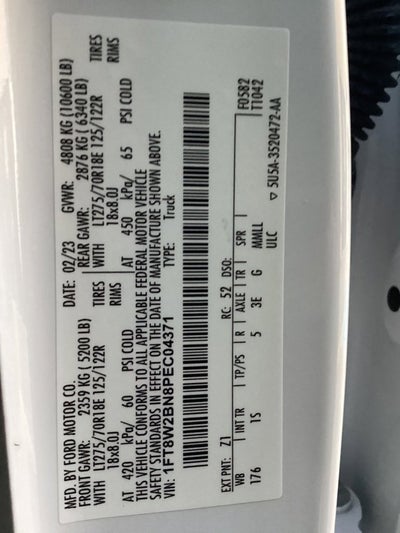 MFD. BY FORD MOTOR CO.
DATE: 02/23 GVWR: 4808 KG (10600 LB)
FRONT GAWR: 2359 KG ( 5200 LB) REAR GAWR: 2876 KG ( 6340 LB)
WITH LT275/70R18E 125/122R TIRES WITH LT275/70R18E 125/122R TIRES
18x8.0J RIMS 18x8.0J RIMS
AT 420 kPa/ 60 PSI COLD AT 450 kPa/ 65 PSI COLD
THIS VEHICLE CONFORMS TO ALL APPLICABLE FEDERAL MOTOR VEHICLE
SAFETY STANDARDS IN EFFECT ON THE DATE OF MANUFACTURE SHOWN ABOVE.
VIN: 1FT8W2BN8PEC04371 TYPE: Truck
EXT PNT: Z1 RC: 52 DSO: F0582
T1042
WB INT TR TP/PS R AXLE TR SPR
176 1S 5 3E G MMLL
ULC
▽ 5U5A-3520472-AA